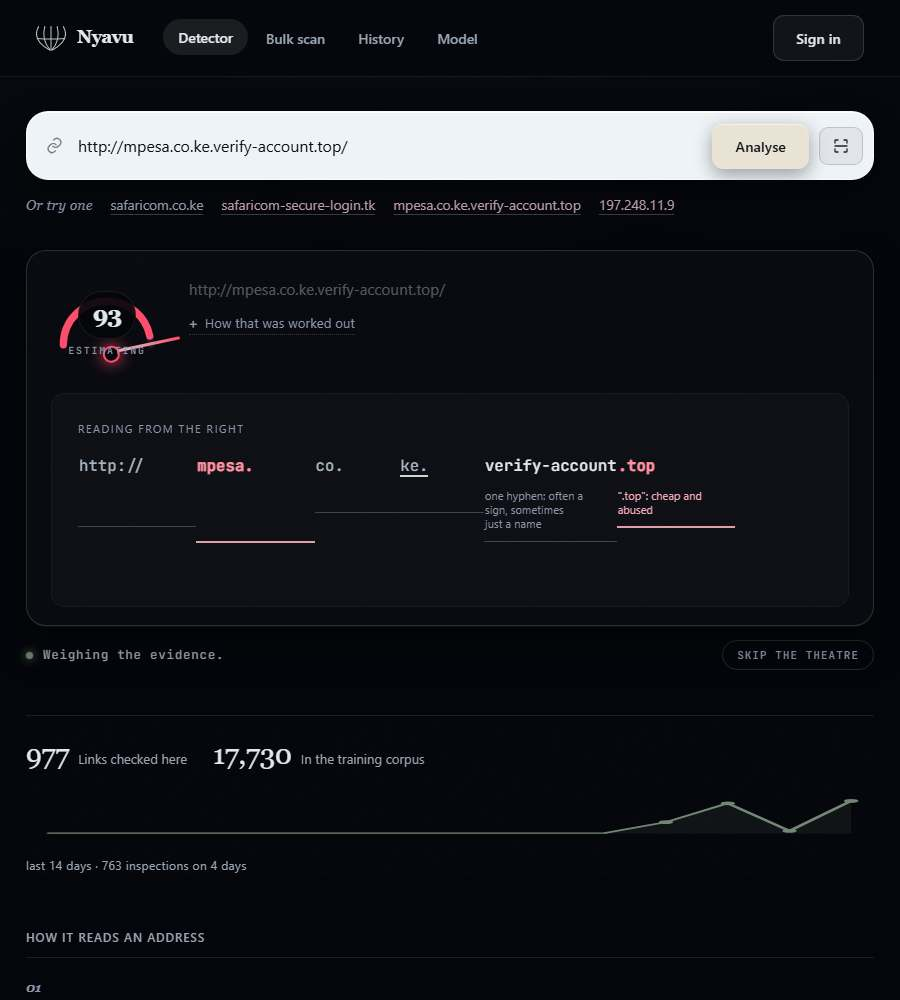 Nyavu
Detector
Bulk scan
History
Model
Sign in
http://mpesa.co.ke.verify-account.top/
Analyse
Or try one safaricom.co.ke safaricom-secure-login.tk mpesa.co.ke.verify-account.top 197.248.11.9
http://mpesa.co.ke.verify-account.top/
93
+ How that was worked out
ESTIMATING
READING FROM THE RIGHT
http:// mpesa. co. ke. verify-account.top
one hyphen: often a
sign, sometimes
just a name
".top": cheap and
abused
Weighing the evidence.
SKIP THE THEATRE
977 Links checked here 17,730 In the training corpus
last 14 days · 763 inspections on 4 days
HOW IT READS AN ADDRESS
01